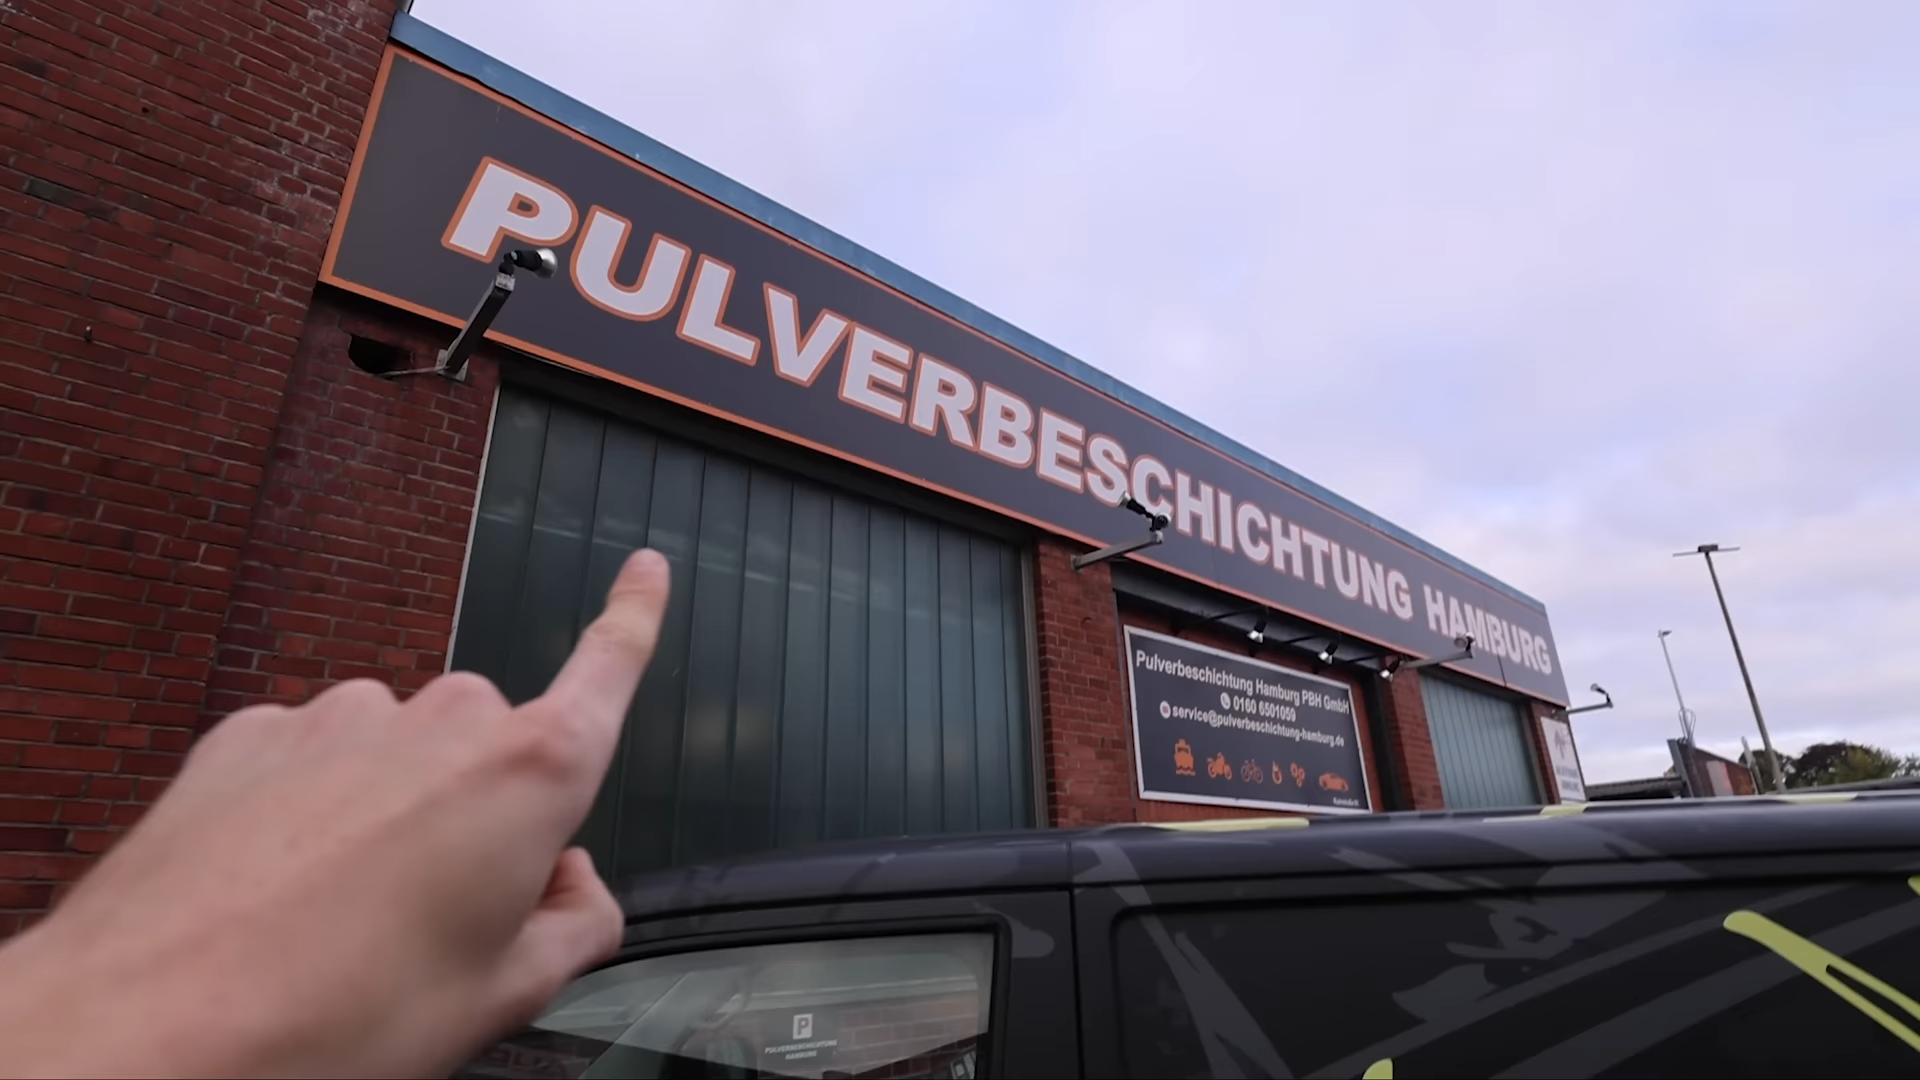 PULVERBESCHICHTUNG HAMBURG
Pulverbeschichtung Hamburg PBH GmbH
0160 6501059
service@pulverbeschichtung-hamburg.de
P
PULVERBESCHICHTUNG
HAMBURG